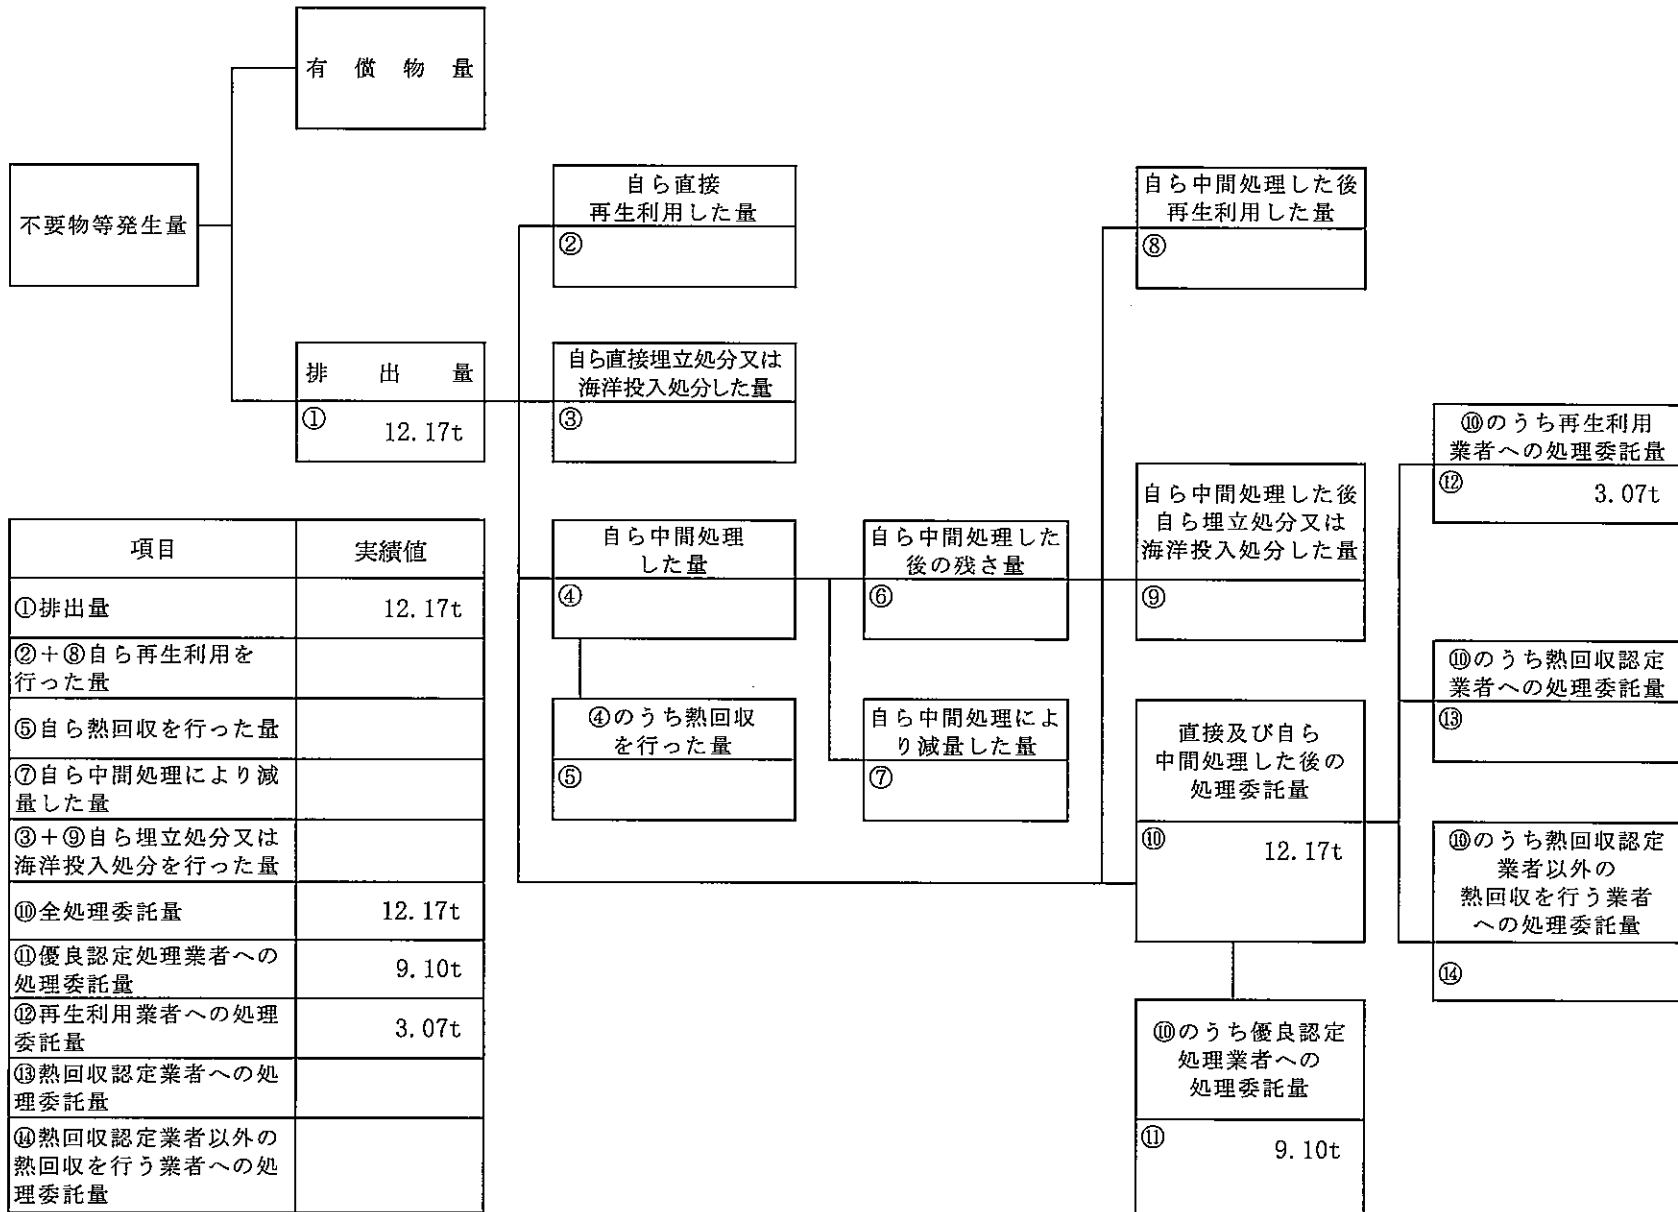 有償物量
不要物等発生量
排出量
① 12.17t
自ら直接
再生利用した量
②
自ら直接埋立処分又は
海洋投入処分した量
③
自ら中間処理
した量
④
④のうち熱回収
を行った量
⑤
自ら中間処理した
後の残さ量
⑥
自ら中間処理によ
り減量した量
⑦
自ら中間処理した後
再生利用した量
⑧
自ら中間処理した後
自ら埋立処分又は
海洋投入処分した量
⑨
直接及び自ら
中間処理した後の
処理委託量
⑩ 12.17t
⑩のうち優良認定
処理業者への
処理委託量
⑪ 9.10t
⑩のうち再生利用
業者への処理委託量
⑫ 3.07t
⑩のうち熱回収認定
業者への処理委託量
⑬
⑩のうち熱回収認定
業者以外の
熱回収を行う業者
への処理委託量
⑭
項目 実績値
①排出量 12.17t
②＋⑧自ら再生利用を
行った量
⑤自ら熱回収を行った量
⑦自ら中間処理により減
量した量
③＋⑨自ら埋立処分又は
海洋投入処分を行った量
⑩全処理委託量 12.17t
⑪優良認定処理業者への
処理委託量 9.10t
⑫再生利用業者への処理
委託量 3.07t
⑬熱回収認定業者への処
理委託量
⑭熱回収認定業者以外の
熱回収を行う業者への処
理委託量